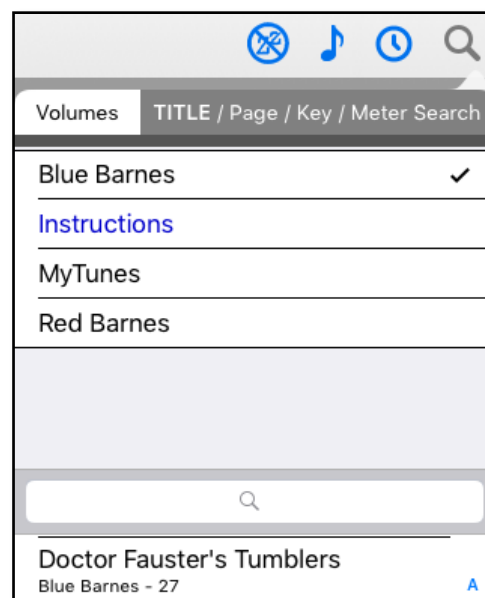 Volumes TITLE / Page / Key / Meter Search
Blue Barnes
Instructions
MyTunes
Red Barnes
Doctor Fauster's Tumblers
Blue Barnes - 27 A